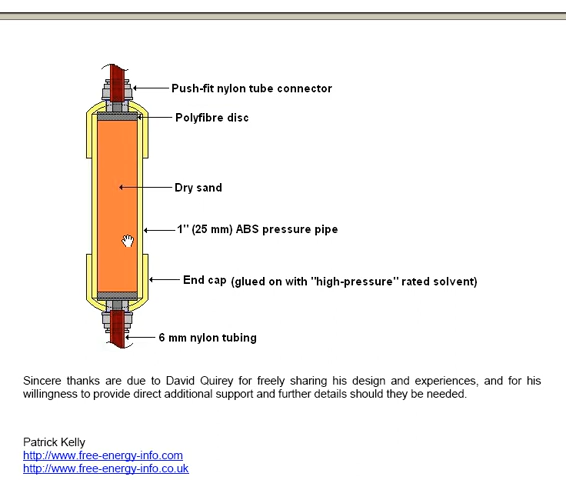 Push-fit nylon tube connector
Polyfibre disc
Dry sand
1" (25 mm) ABS pressure pipe
End cap (glued on with "high-pressure" rated solvent)
6 mm nylon tubing
Sincere thanks are due to David Quirey for freely sharing his design and experiences, and for his
willingness to provide direct additional support and further details should they be needed.
Patrick Kelly
http://www.free-energy-info.com
http://www.free-energy-info.co.uk